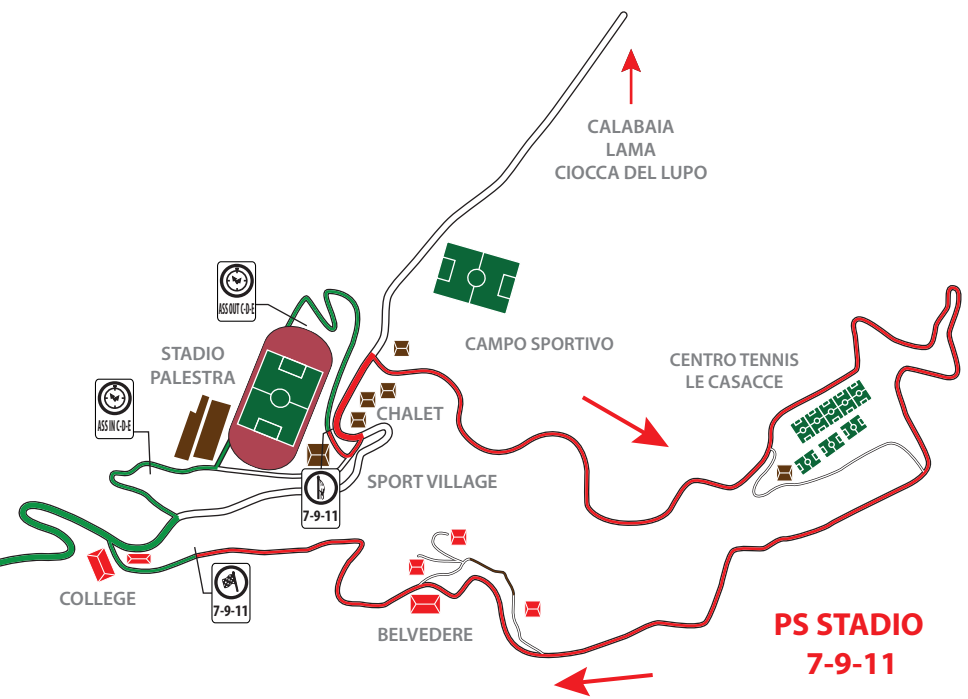 CALABAIA
LAMA
CIOCCA DEL LUPO
ASS OUT C-D-E
STADIO
PALESTRA
CAMPO SPORTIVO
CENTRO TENNIS
LE CASACCE
ASS IN C-D-E
CHALET
SPORT VILLAGE
7-9-11
COLLEGE
7-9-11
BELVEDERE
PS STADIO
7-9-11